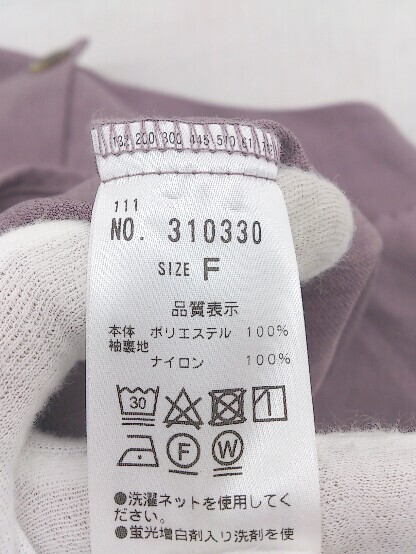 111
NO. 310330
SIZE F
品質表示
本体 ポリエステル 100%
袖裏地
ナイロン 100%
30
F W
●洗濯ネットを使用してく
ださい。
●蛍光増白剤入り洗剤を使